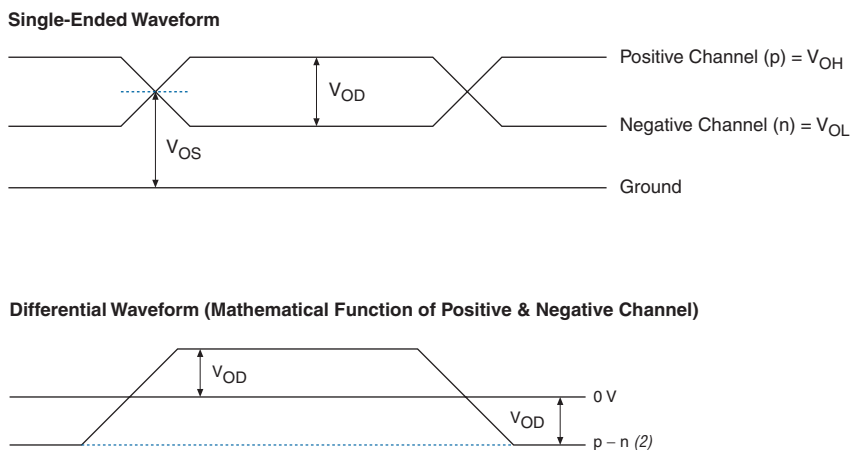 Single-Ended Waveform
Positive Channel (p) = VOH
VOD
Negative Channel (n) = VOL
VOS
Ground
Differential Waveform (Mathematical Function of Positive & Negative Channel)
VOD
0 V
VOD
p − n (2)